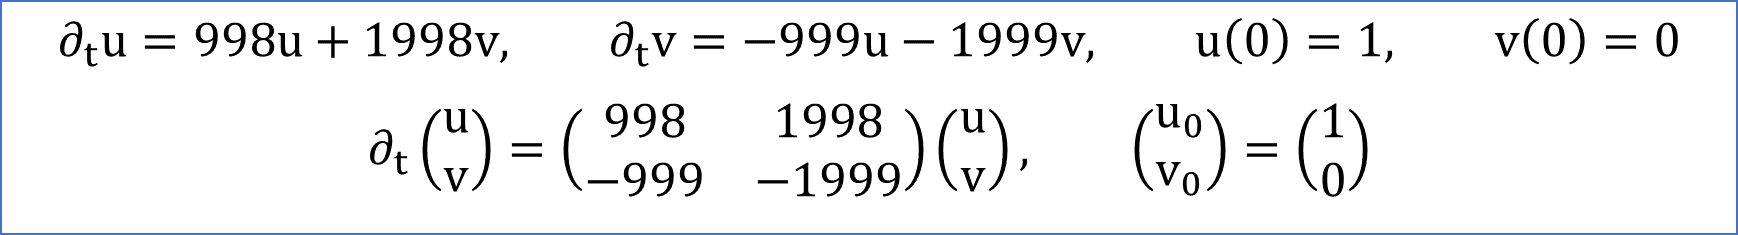 ∂ₜu = 998u + 1998v, ∂ₜv = −999u − 1999v, u(0) = 1, v(0) = 0
∂ₜ(u v) = (998 1998 −999 −1999)(u v), (u₀ v₀) = (1 0)